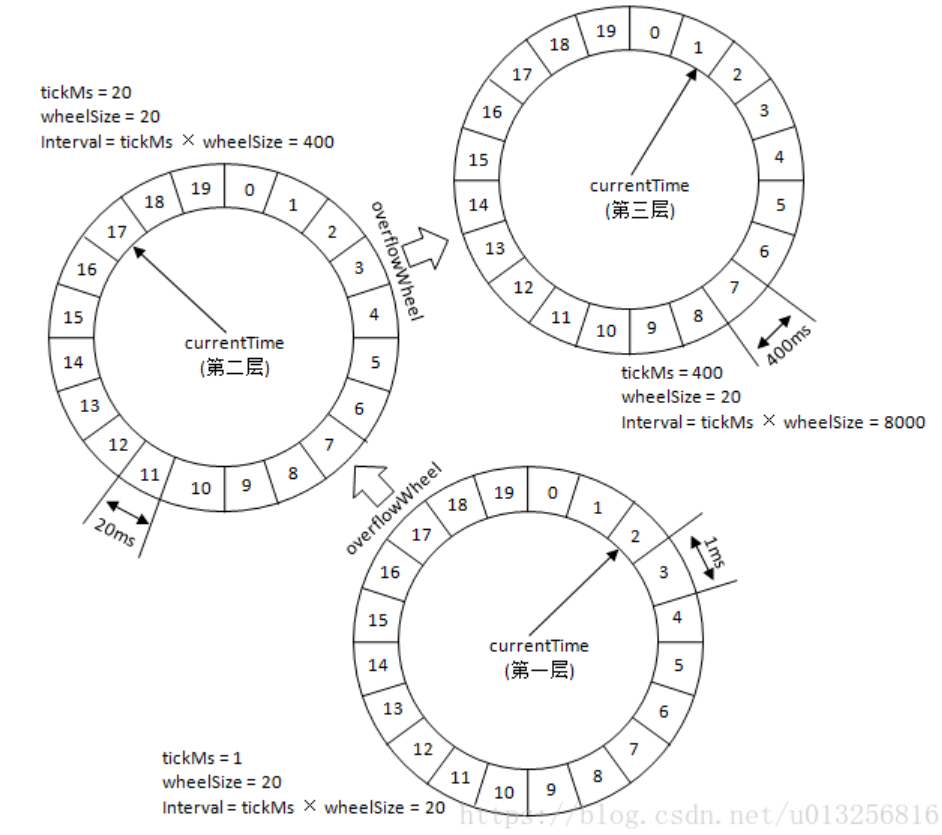 tickMs = 20
wheelSize = 20
Interval = tickMs × wheelSize = 400
0
1
2
3
4
5
6
7
8
9
10
11
12
13
14
15
16
17
18
19
currentTime
(第二层)
20ms
overflowWheel
0
1
2
3
4
5
6
7
8
9
10
11
12
13
14
15
16
17
18
19
currentTime
(第三层)
400ms
tickMs = 400
wheelSize = 20
Interval = tickMs × wheelSize = 8000
overflowWheel
0
1
2
3
4
5
6
7
8
9
10
11
12
13
14
15
16
17
18
19
currentTime
(第一层)
1ms
tickMs = 1
wheelSize = 20
Interval = tickMs × wheelSize = 20
https://blog.csdn.net/u013256816